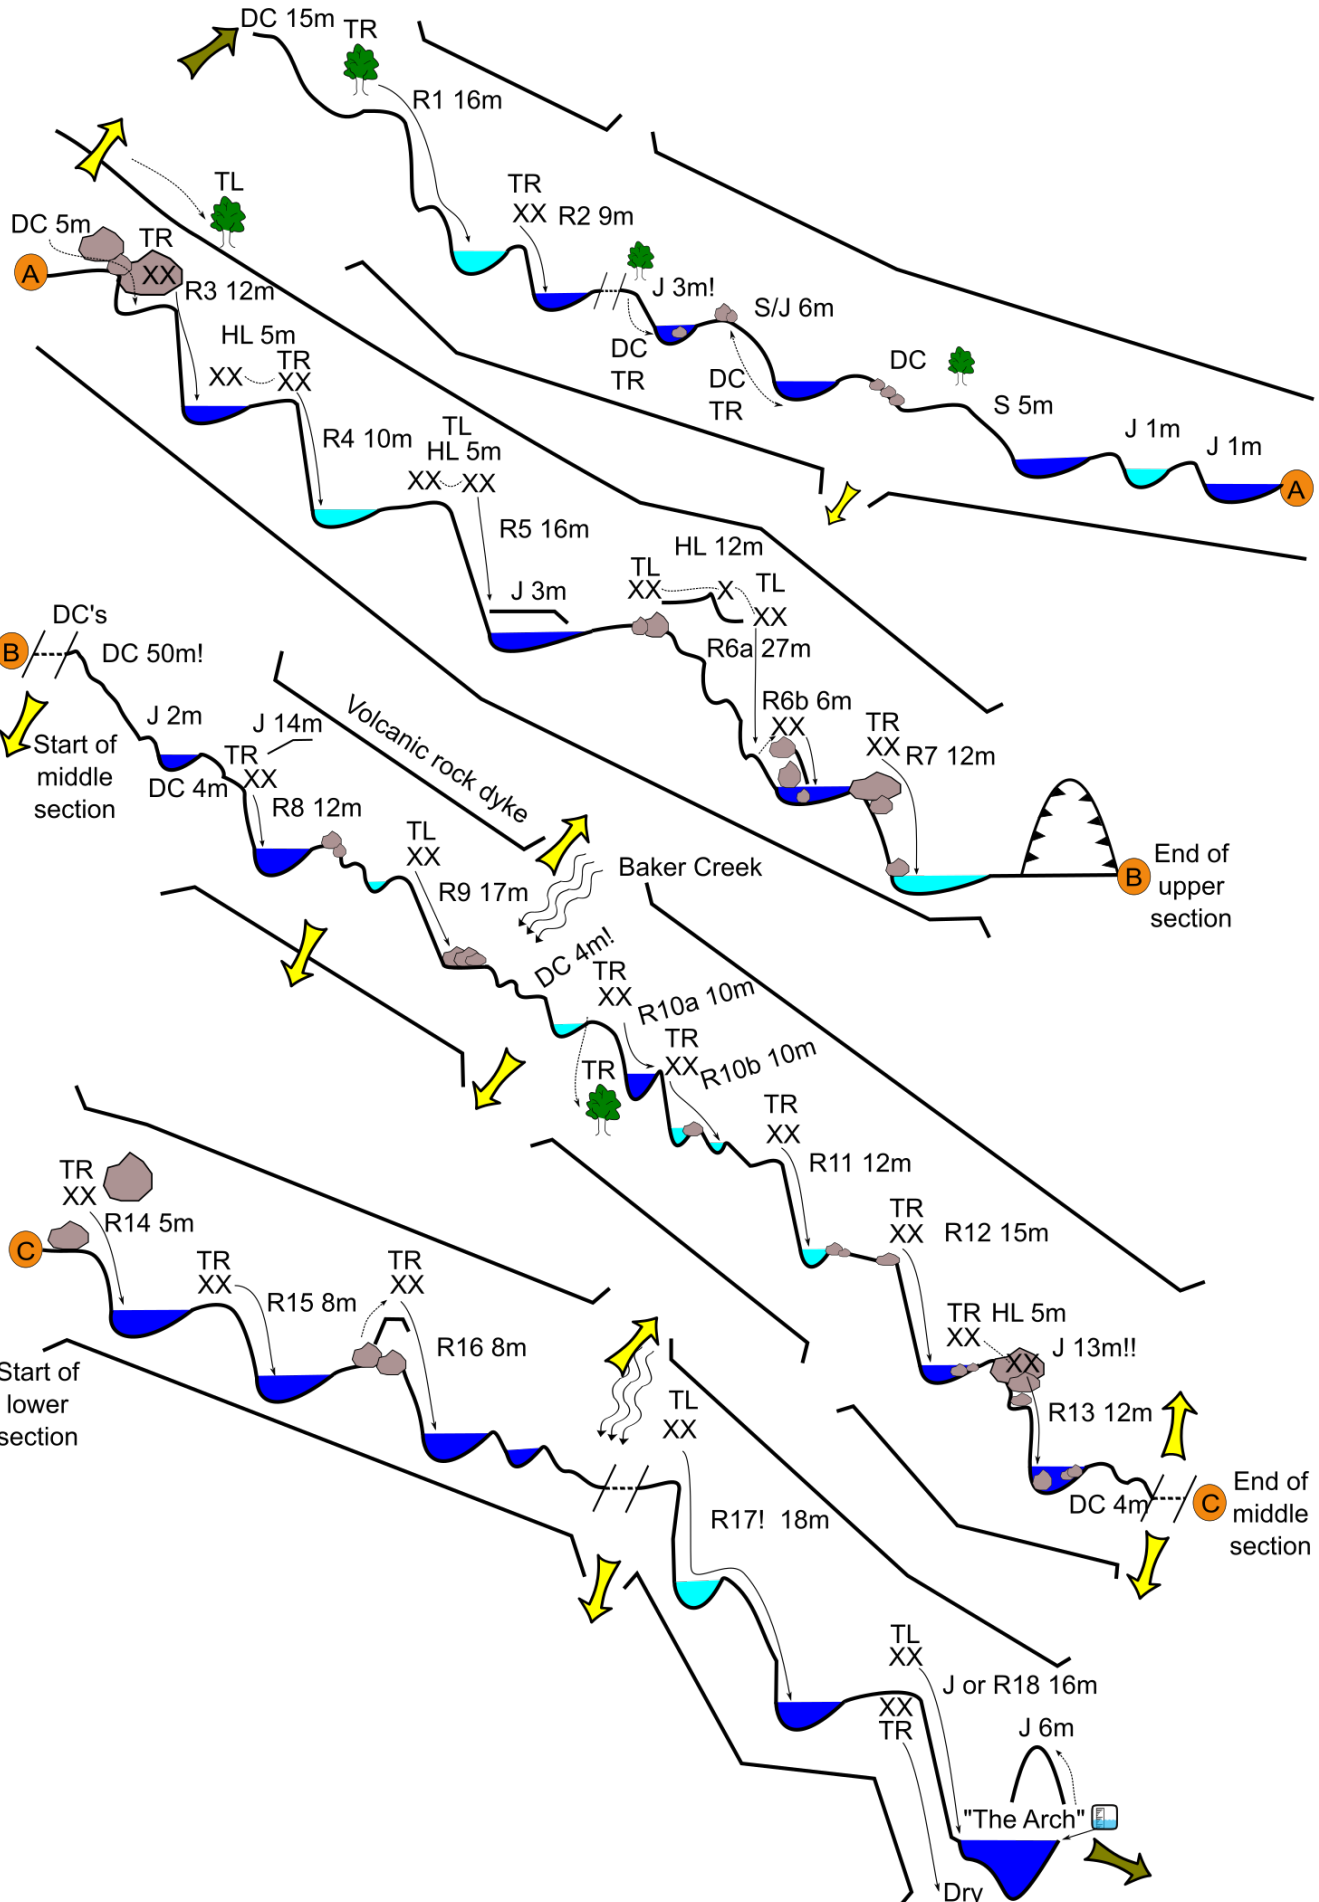 DC 15m
TR
R1 16m
TR
XX R2 9m
J 3m!
DC
TR
S/J 6m
DC
TR
DC
S 5m
J 1m
J 1m
A
TL
DC 5m
TR
A
XX
R3 12m
HL 5m
TR
XX
XX
R4 10m
TL
HL 5m
XX
XX
R5 16m
J 3m
HL 12m
TL
XX
X
TL
XX
R6a 27m
R6b 6m
XX
TR
XX
R7 12m
B
End of
upper
section
DC's
B
DC 50m!
Start of
middle
section
J 2m
DC 4m
J 14m
TR
XX
R8 12m
Volcanic rock dyke
TL
XX
R9 17m
Baker Creek
DC 4m!
TR
XX
R10a 10m
TR
XX
R10b 10m
TR
TR
XX
R11 12m
TR
XX
R12 15m
TR
XX
HL 5m
J 13m!!
XX
R13 12m
DC 4m
C
End of
middle
section
TR
XX
R14 5m
C
Start of
lower
section
TR
XX
R15 8m
TR
XX
R16 8m
TL
XX
R17! 18m
TL
XX
J or R18 16m
XX
TR
J 6m
"The Arch"
Dry